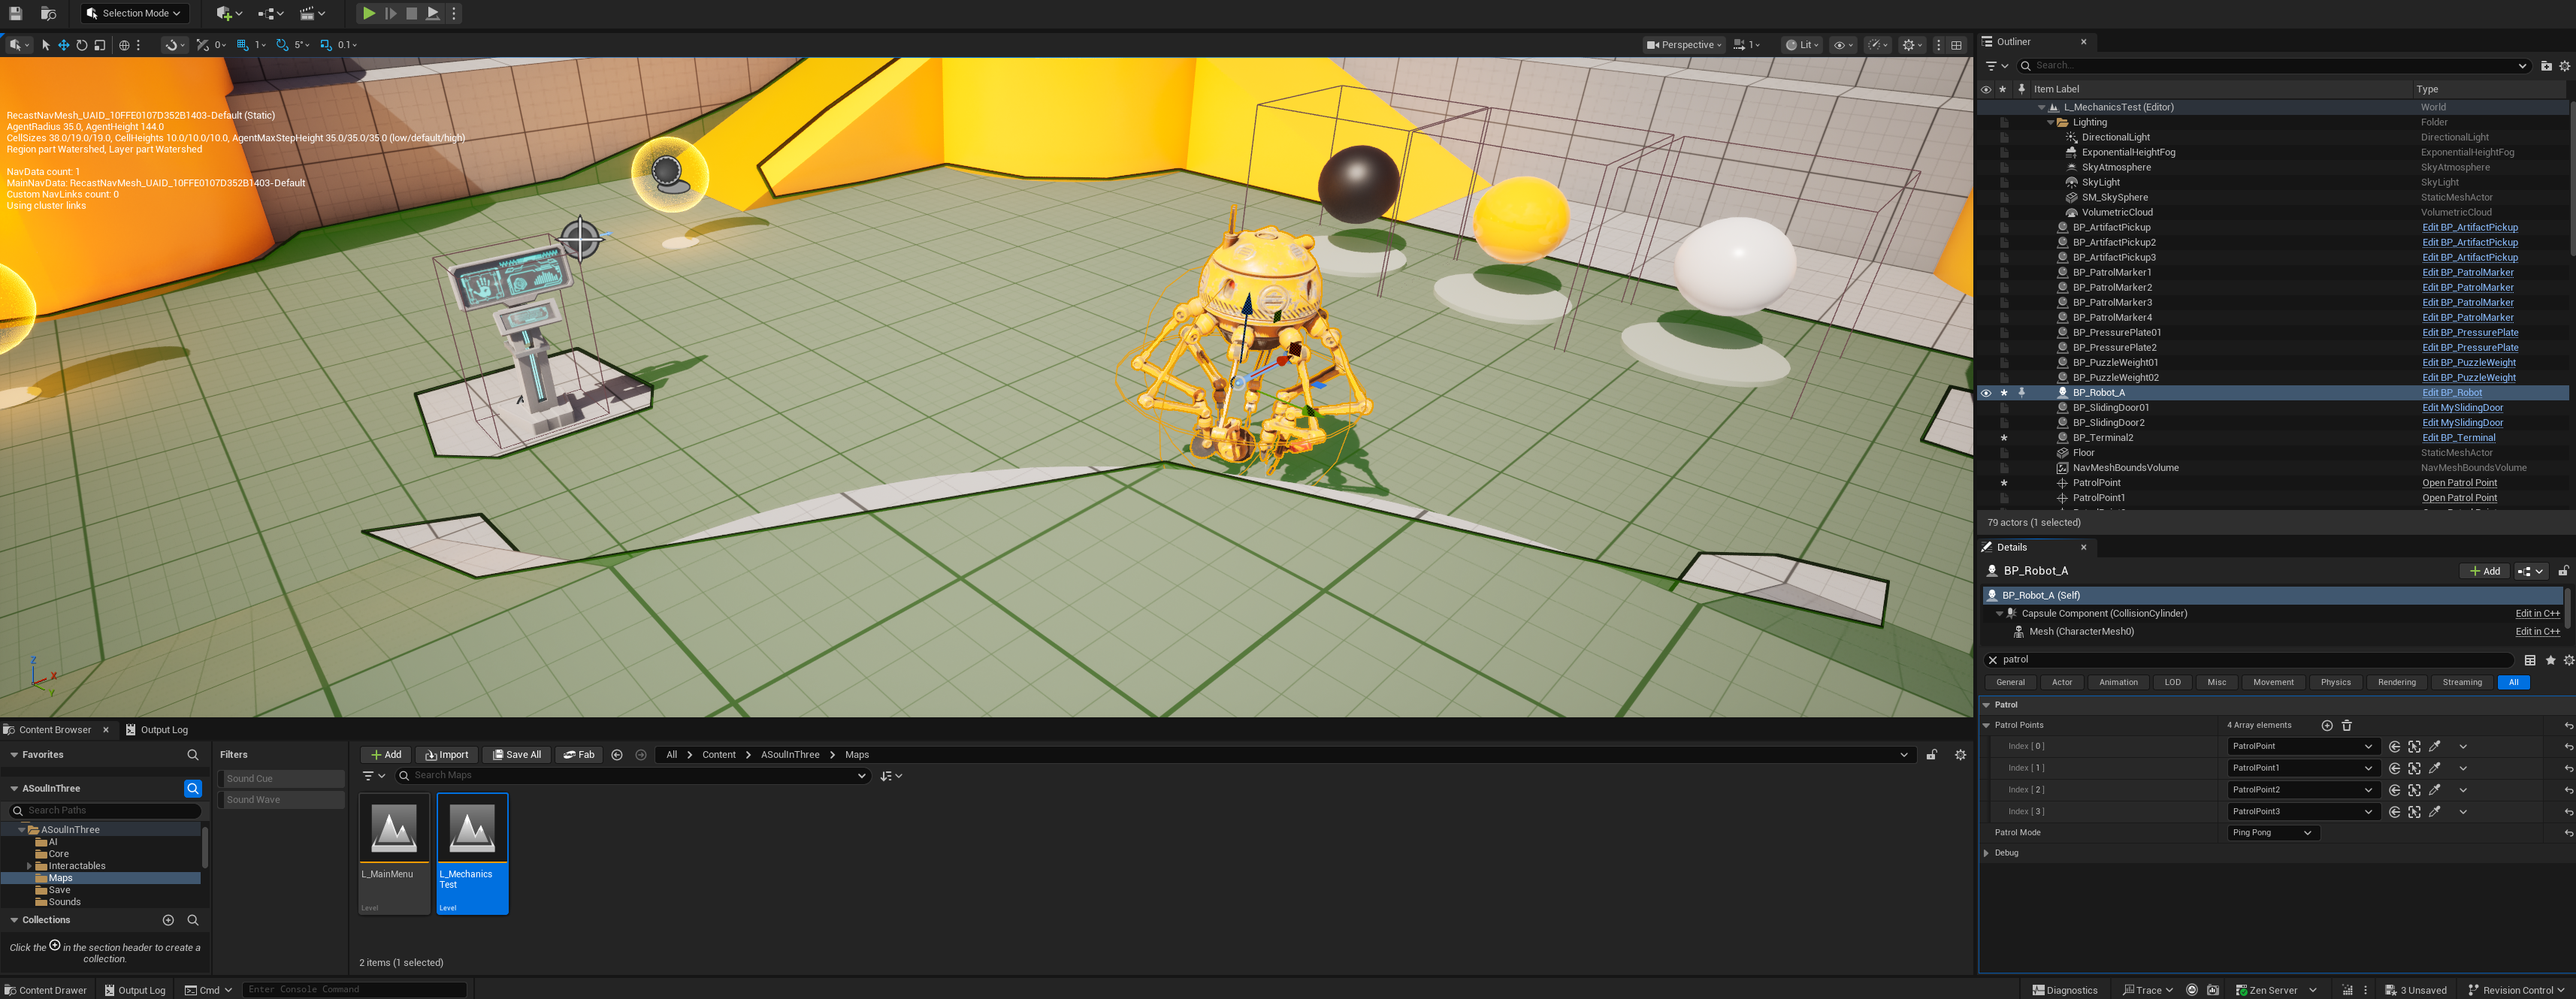 Selection Mode
0
1
5°
0.1
Perspective
1
Lit
RecastNavMesh_UAID_10FFE0107D352B1403-Default (Static)
AgentRadius 35.0, AgentHeight 144.0
CellSizes 38.0/19.0/19.0, CellHeights 10.0/10.0/10.0, AgentMaxStepHeight 35.0/35.0/35.0 (low/default/high)
Region part Watershed, Layer part Watershed
NavData count: 1
MainNavData: RecastNavMesh_UAID_10FFE0107D352B1403-Default
Custom NavLinks count: 0
Using cluster links
Z
X
Y
Outliner
Search...
Item Label Type
L_MechanicsTest (Editor) World
Lighting Folder
DirectionalLight DirectionalLight
ExponentialHeightFog ExponentialHeightFog
SkyAtmosphere SkyAtmosphere
SkyLight SkyLight
SM_SkySphere StaticMeshActor
VolumetricCloud VolumetricCloud
BP_ArtifactPickup Edit BP_ArtifactPickup
BP_ArtifactPickup2 Edit BP_ArtifactPickup
BP_ArtifactPickup3 Edit BP_ArtifactPickup
BP_PatrolMarker1 Edit BP_PatrolMarker
BP_PatrolMarker2 Edit BP_PatrolMarker
BP_PatrolMarker3 Edit BP_PatrolMarker
BP_PatrolMarker4 Edit BP_PatrolMarker
BP_PressurePlate01 Edit BP_PressurePlate
BP_PressurePlate2 Edit BP_PressurePlate
BP_PuzzleWeight01 Edit BP_PuzzleWeight
BP_PuzzleWeight02 Edit BP_PuzzleWeight
BP_Robot_A Edit BP_Robot
BP_SlidingDoor01 Edit MySlidingDoor
BP_SlidingDoor2 Edit MySlidingDoor
BP_Terminal2 Edit BP_Terminal
Floor StaticMeshActor
NavMeshBoundsVolume NavMeshBoundsVolume
PatrolPoint Open Patrol Point
PatrolPoint1 Open Patrol Point
79 actors (1 selected)
Details
BP_Robot_A
Add
BP_Robot_A (Self)
Capsule Component (CollisionCylinder) Edit in C++
Mesh (CharacterMesh0) Edit in C++
patrol
General Actor Animation LOD Misc Movement Physics Rendering Streaming All
Patrol
Patrol Points 4 Array elements
Index [ 0 ] PatrolPoint
Index [ 1 ] PatrolPoint1
Index [ 2 ] PatrolPoint2
Index [ 3 ] PatrolPoint3
Patrol Mode Ping Pong
Debug
Content Browser Output Log
Favorites
ASoulInThree
Search Paths
ASoulInThree
AI
Core
Interactables
Maps
Save
Sounds
Collections
Click the in the section header to create a
collection.
Filters
Sound Cue
Sound Wave
Add Import Save All Fab All Content ASoulInThree Maps
Search Maps
L_MainMenu
Level
L_Mechanics
Test
Level
2 items (1 selected)
Content Drawer Output Log Cmd Enter Console Command Diagnostics Trace Zen Server 3 Unsaved Revision Control